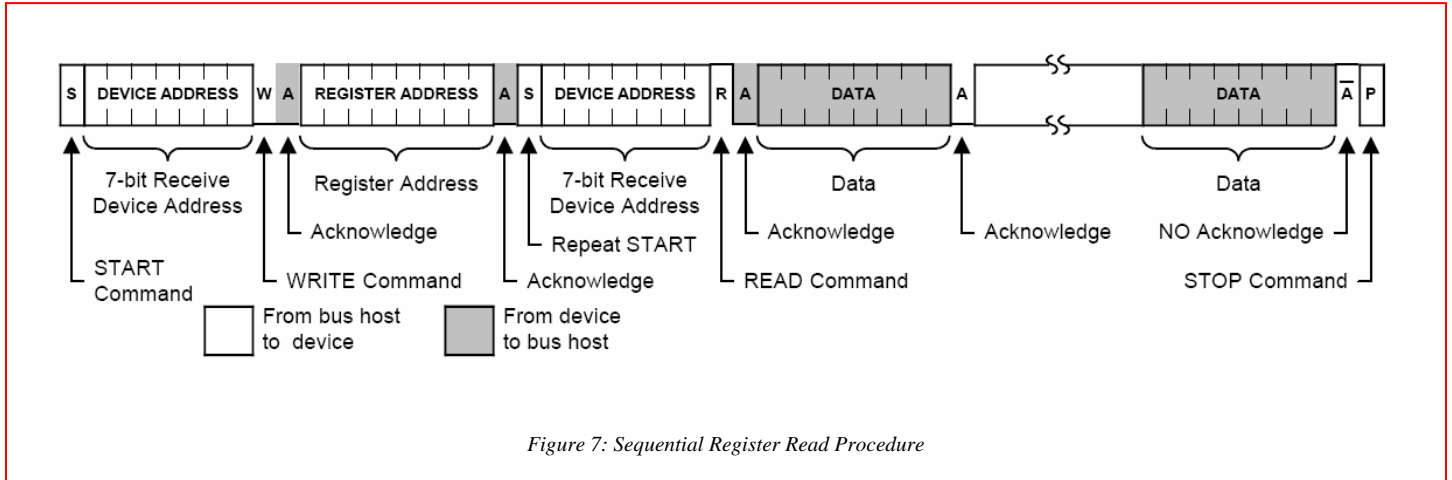 S DEVICE ADDRESS W A REGISTER ADDRESS A S DEVICE ADDRESS R A DATA A DATA A P
7-bit Receive
Device Address
Register Address
7-bit Receive
Device Address
Data
Data
Acknowledge
Repeat START
Acknowledge
Acknowledge
NO Acknowledge
START
Command
WRITE Command
Acknowledge
READ Command
STOP Command
From bus host
to device
From device
to bus host
Figure 7: Sequential Register Read Procedure